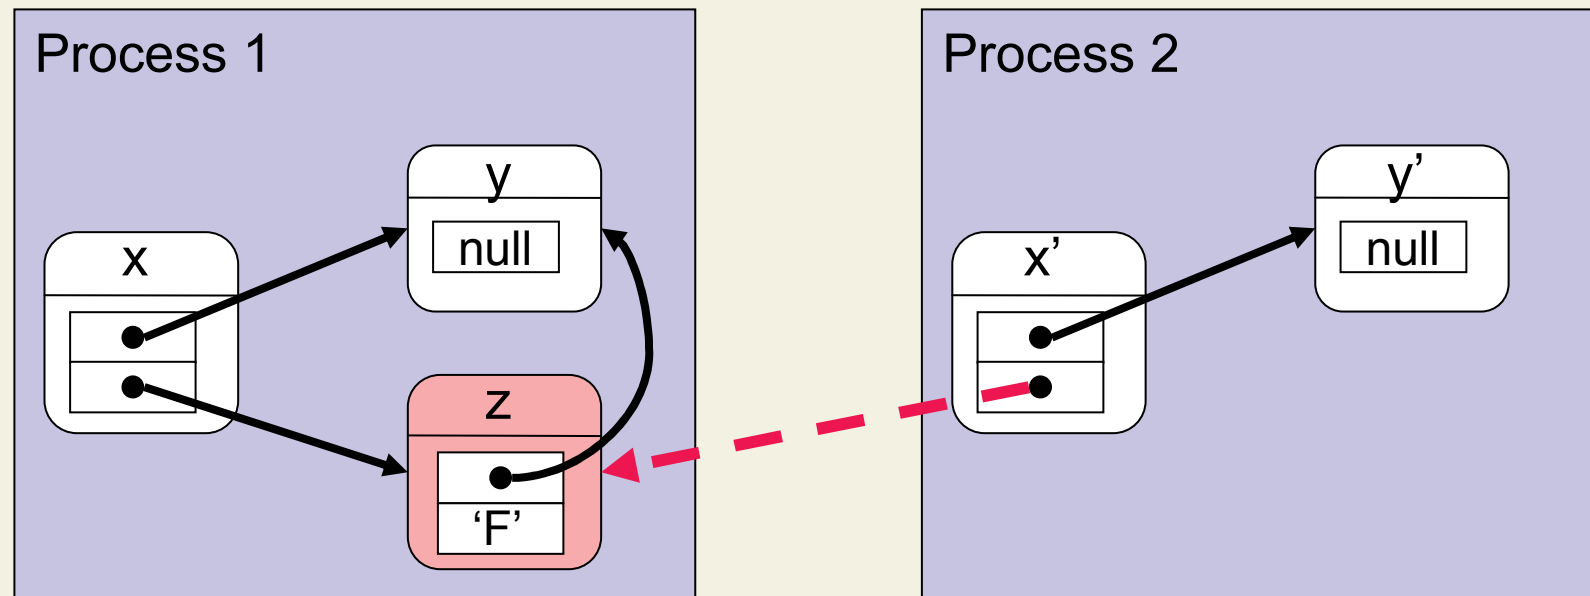 Process 1
y
null
x
z
‘F’
Process 2
y’
null
x’